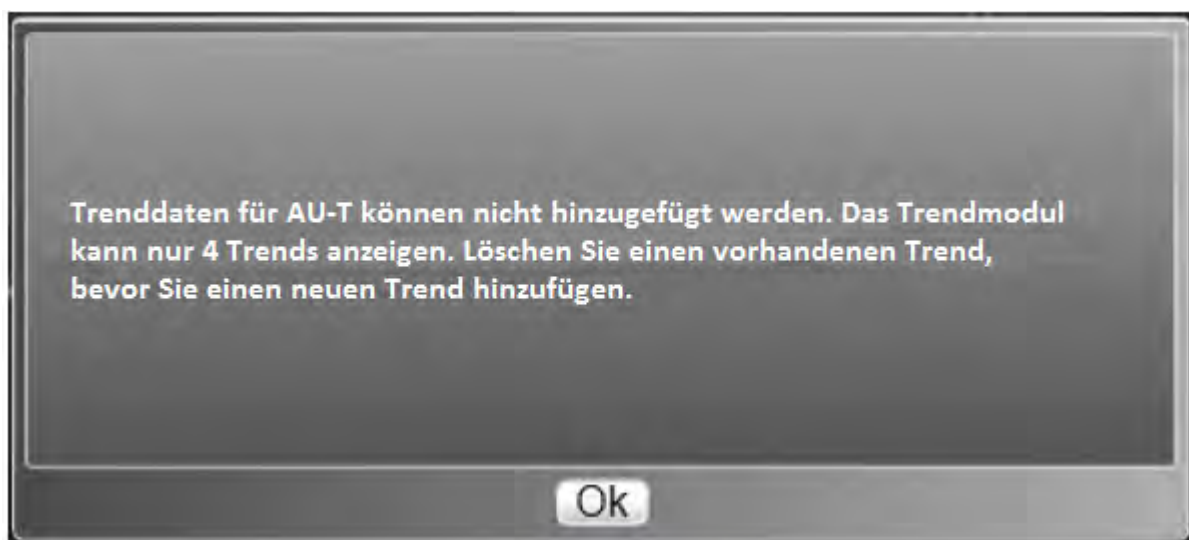 Trenddaten für AU-T können nicht hinzugefügt werden. Das Trendmodul
kann nur 4 Trends anzeigen. Löschen Sie einen vorhandenen Trend,
bevor Sie einen neuen Trend hinzufügen.
Ok